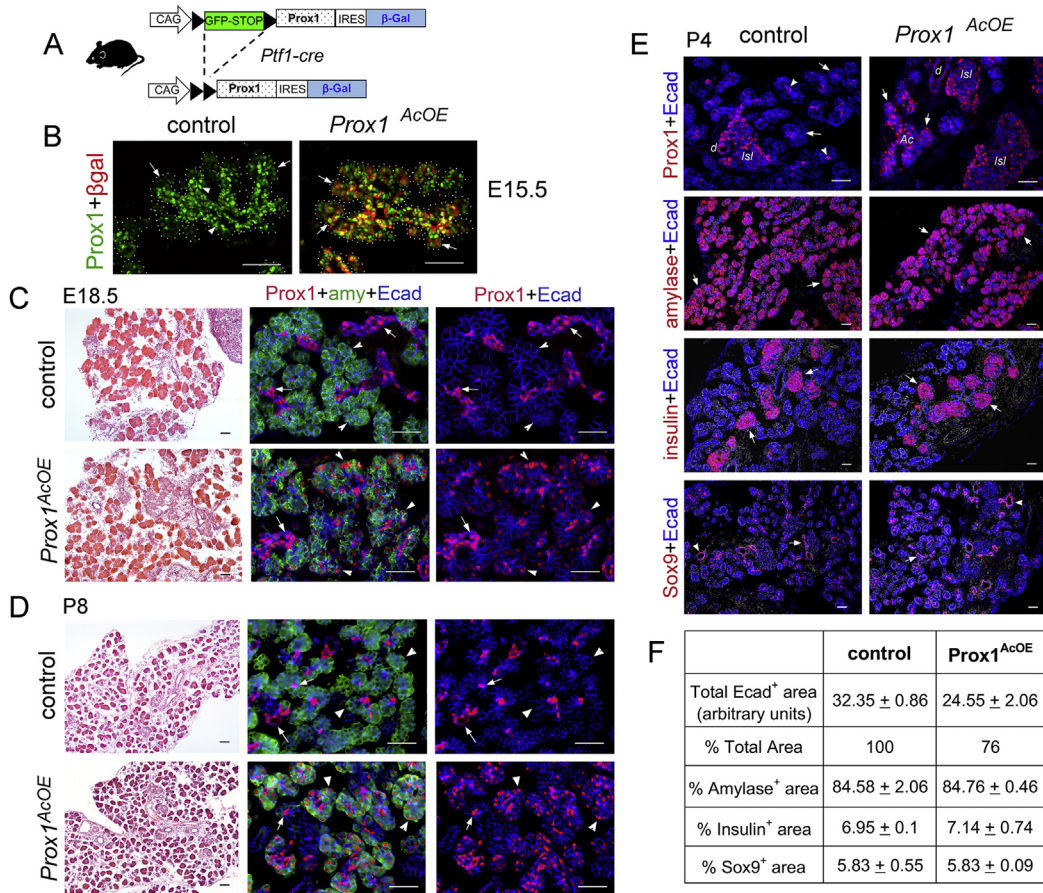 A
CAG GFP-STOP Prox1 IRES β-Gal
Ptf1-cre
CAG Prox1 IRES β-Gal
B
control Prox1 AcOE
Prox1+βgal
E15.5
C
E18.5
Prox1+amy+Ecad Prox1+Ecad
control
Prox1AcOE
D
P8
control
Prox1AcOE
E
P4
control Prox1 AcOE
Prox1+Ecad
d Isl
d Isl
Ac
Isl
amylase+Ecad
insulin+Ecad
Sox9+Ecad
F
control Prox1AcOE
Total Ecad+ area
(arbitrary units) 32.35 ± 0.86 24.55 ± 2.06
% Total Area 100 76
% Amylase+ area 84.58 ± 2.06 84.76 ± 0.46
% Insulin+ area 6.95 ± 0.1 7.14 ± 0.74
% Sox9+ area 5.83 ± 0.55 5.83 ± 0.09